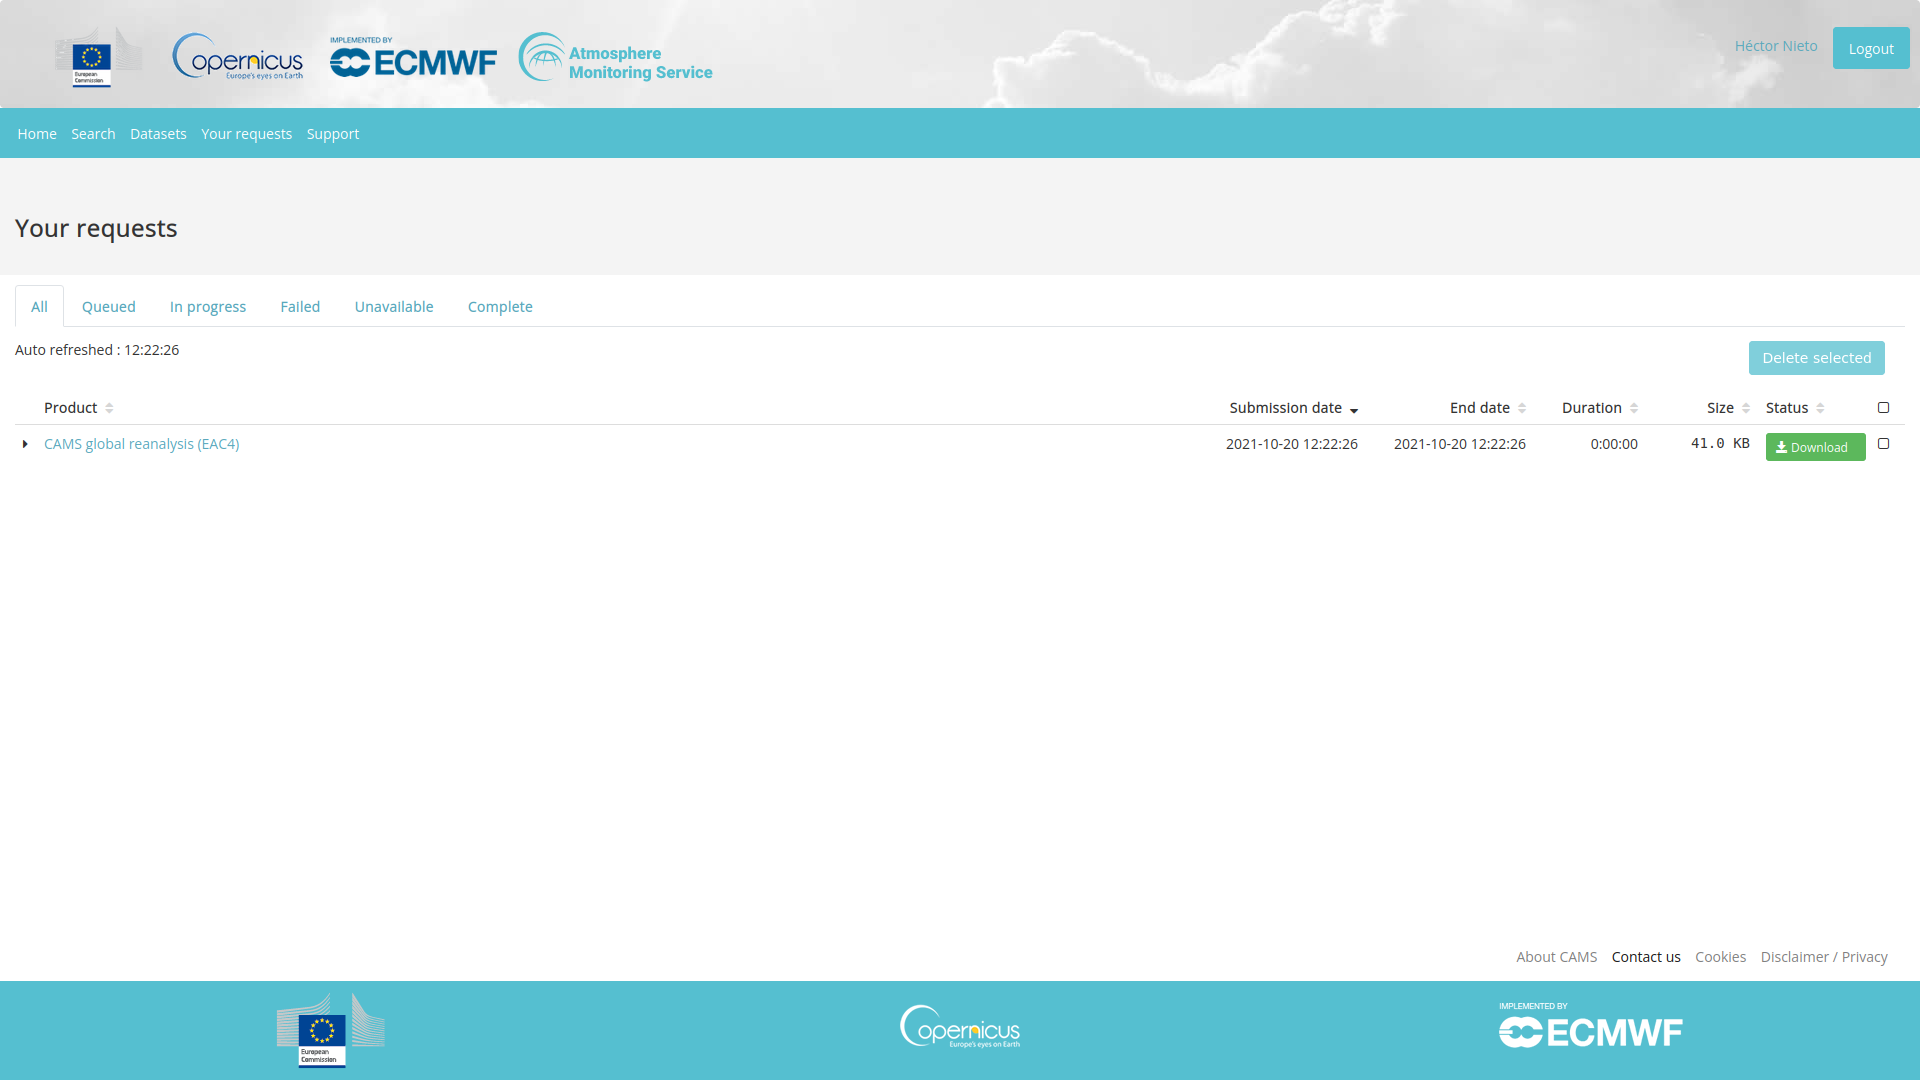 European
Commission
opernicus
Europe's eyes on Earth
IMPLEMENTED BY
ECMWF
Atmosphere
Monitoring Service
Héctor Nieto
Logout
Home Search Datasets Your requests Support
Your requests
All Queued In progress Failed Unavailable Complete
Auto refreshed : 12:22:26
Delete selected
Product Submission date End date Duration Size Status
CAMS global reanalysis (EAC4) 2021-10-20 12:22:26 2021-10-20 12:22:26 0:00:00 41.0 KB Download
About CAMS Contact us Cookies Disclaimer / Privacy
European
Commission
opernicus
Europe's eyes on Earth
IMPLEMENTED BY
ECMWF